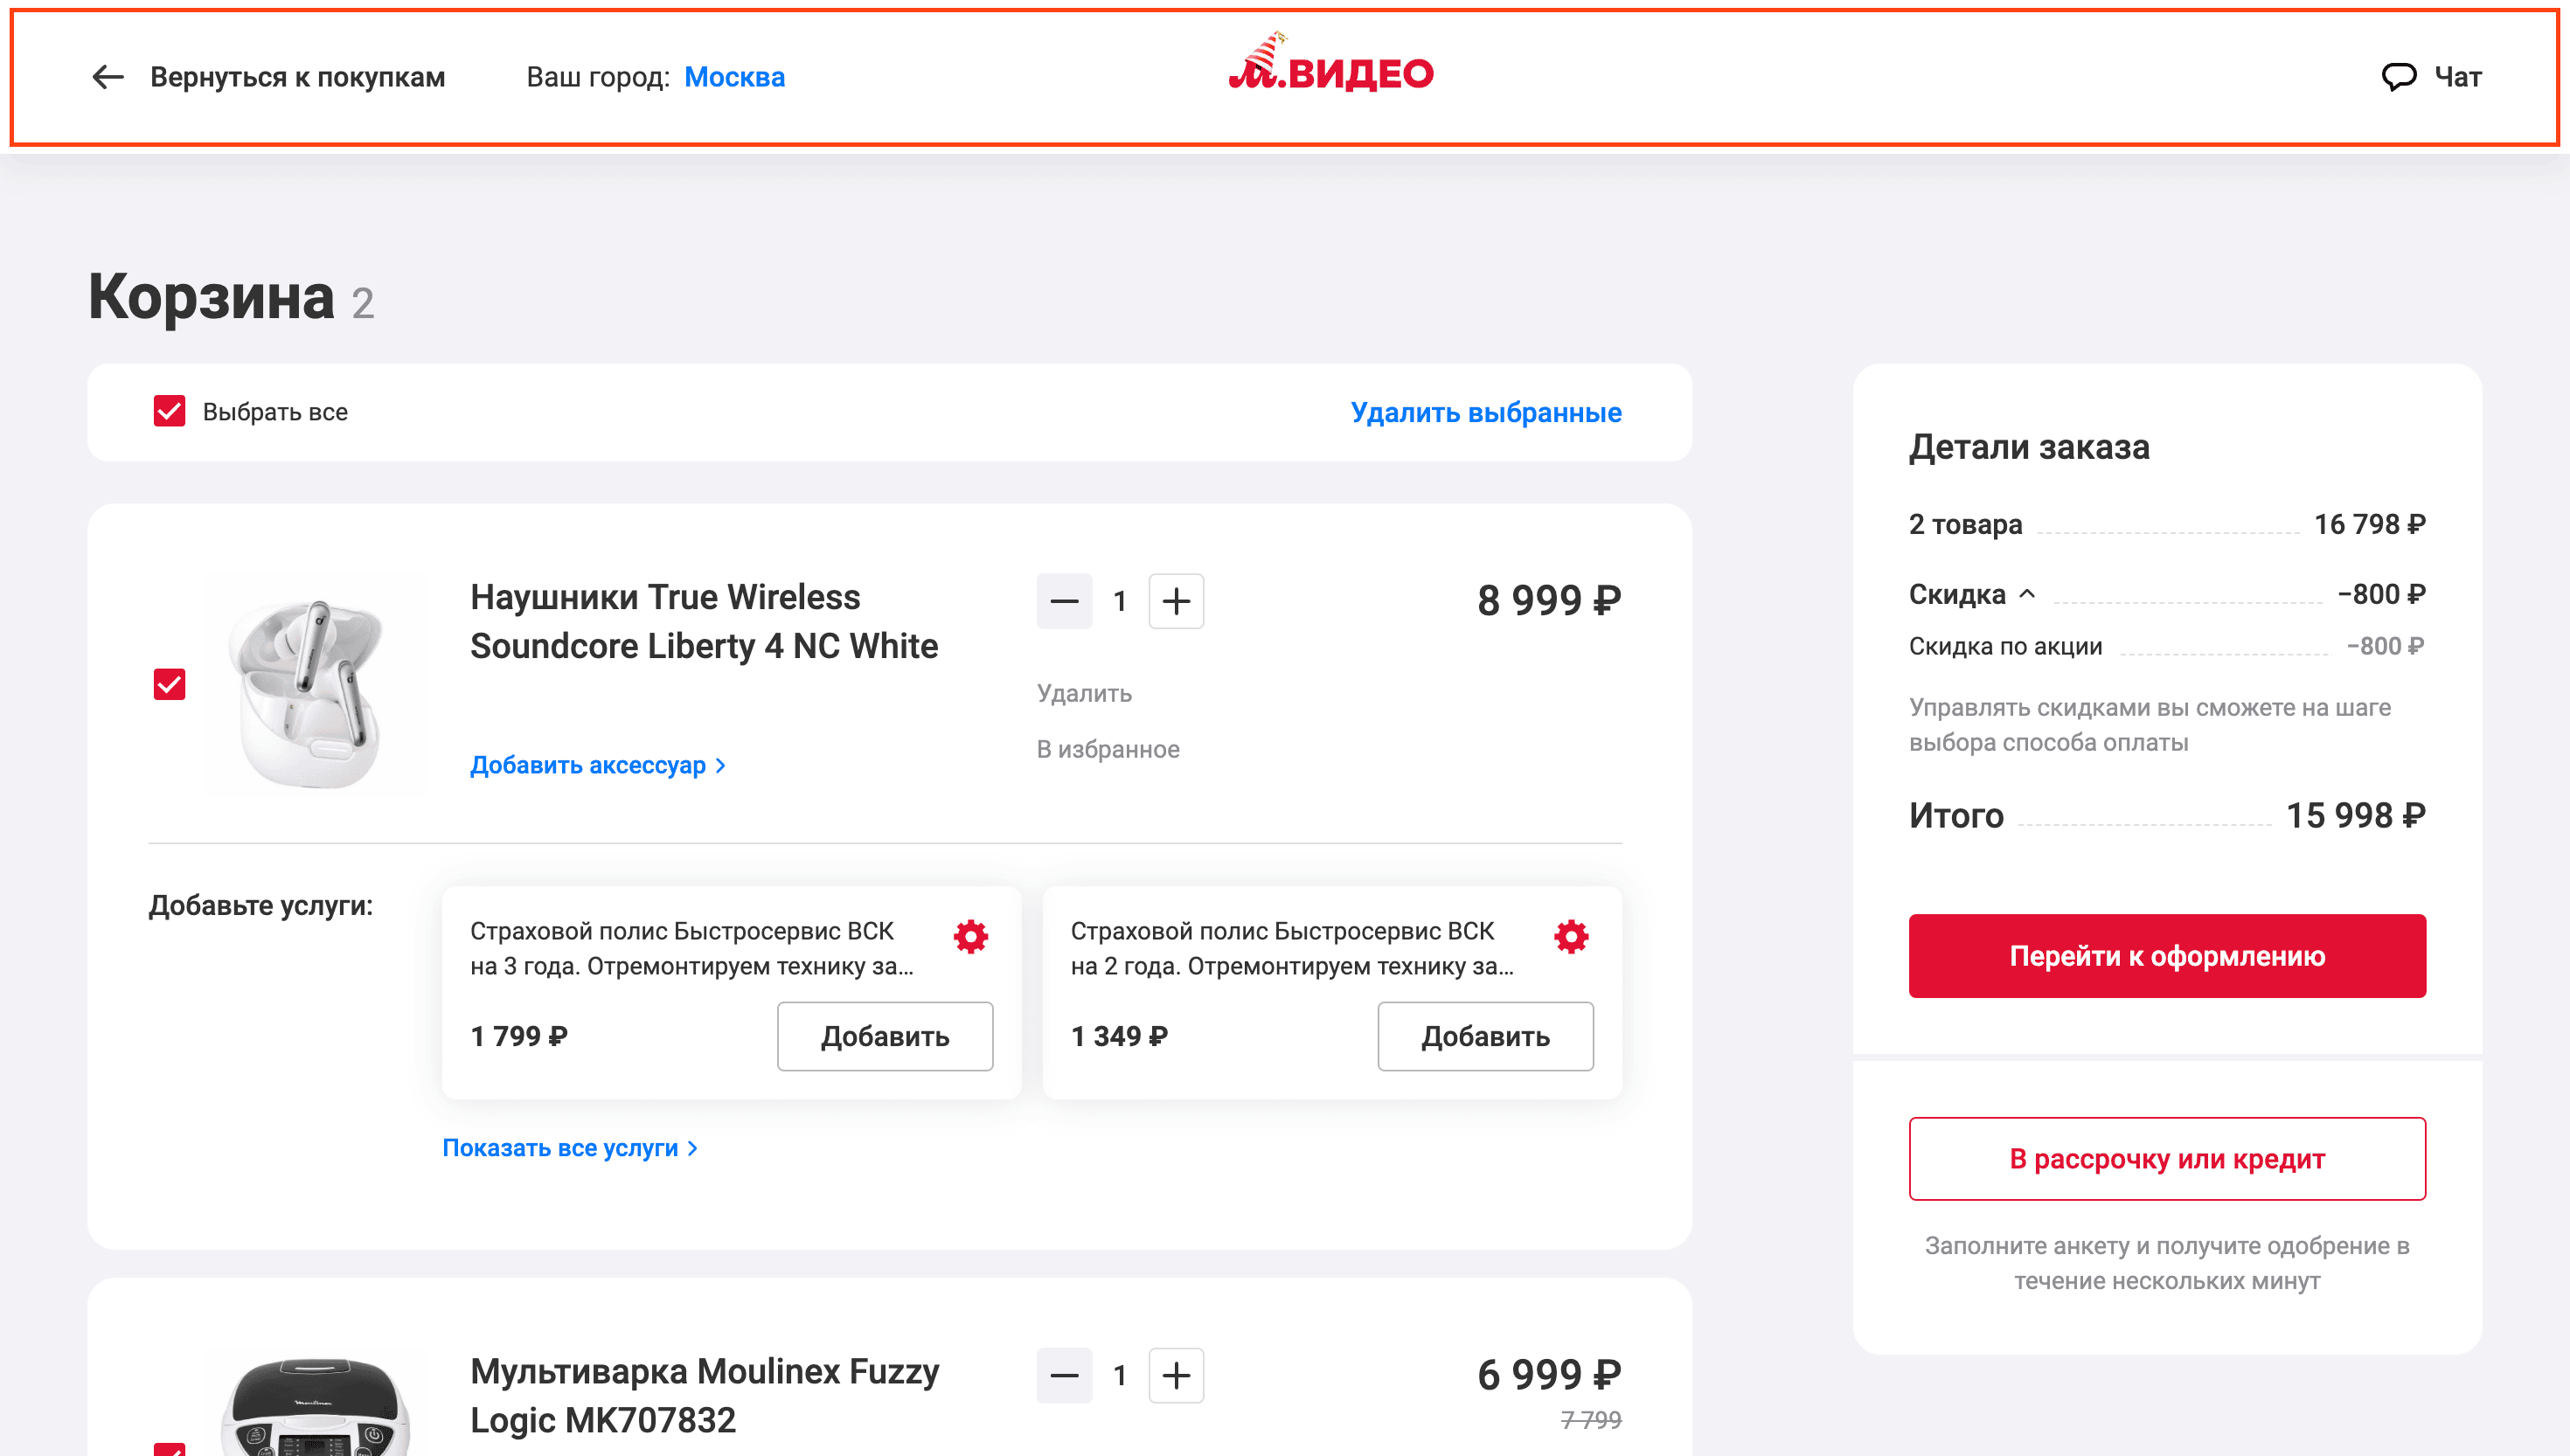 Вернуться к покупкам
Ваш город: Москва
м.ВИДЕО
Чат
Корзина 2
Выбрать все
Удалить выбранные
Наушники True Wireless
Soundcore Liberty 4 NC White
1
8 999 ₽
Удалить
В избранное
Добавить аксессуар
Добавьте услуги:
Страховой полис Быстросервис ВСК
на 3 года. Отремонтируем технику за...
1 799 ₽
Добавить
Страховой полис Быстросервис ВСК
на 2 года. Отремонтируем технику за...
1 349 ₽
Добавить
Показать все услуги
Мультиварка Moulinex Fuzzy
Logic MK707832
1
6 999 ₽
7 799
Детали заказа
2 товара 16 798 ₽
Скидка −800 ₽
Скидка по акции −800 ₽
Управлять скидками вы сможете на шаге
выбора способа оплаты
Итого 15 998 ₽
Перейти к оформлению
В рассрочку или кредит
Заполните анкету и получите одобрение в
течение нескольких минут